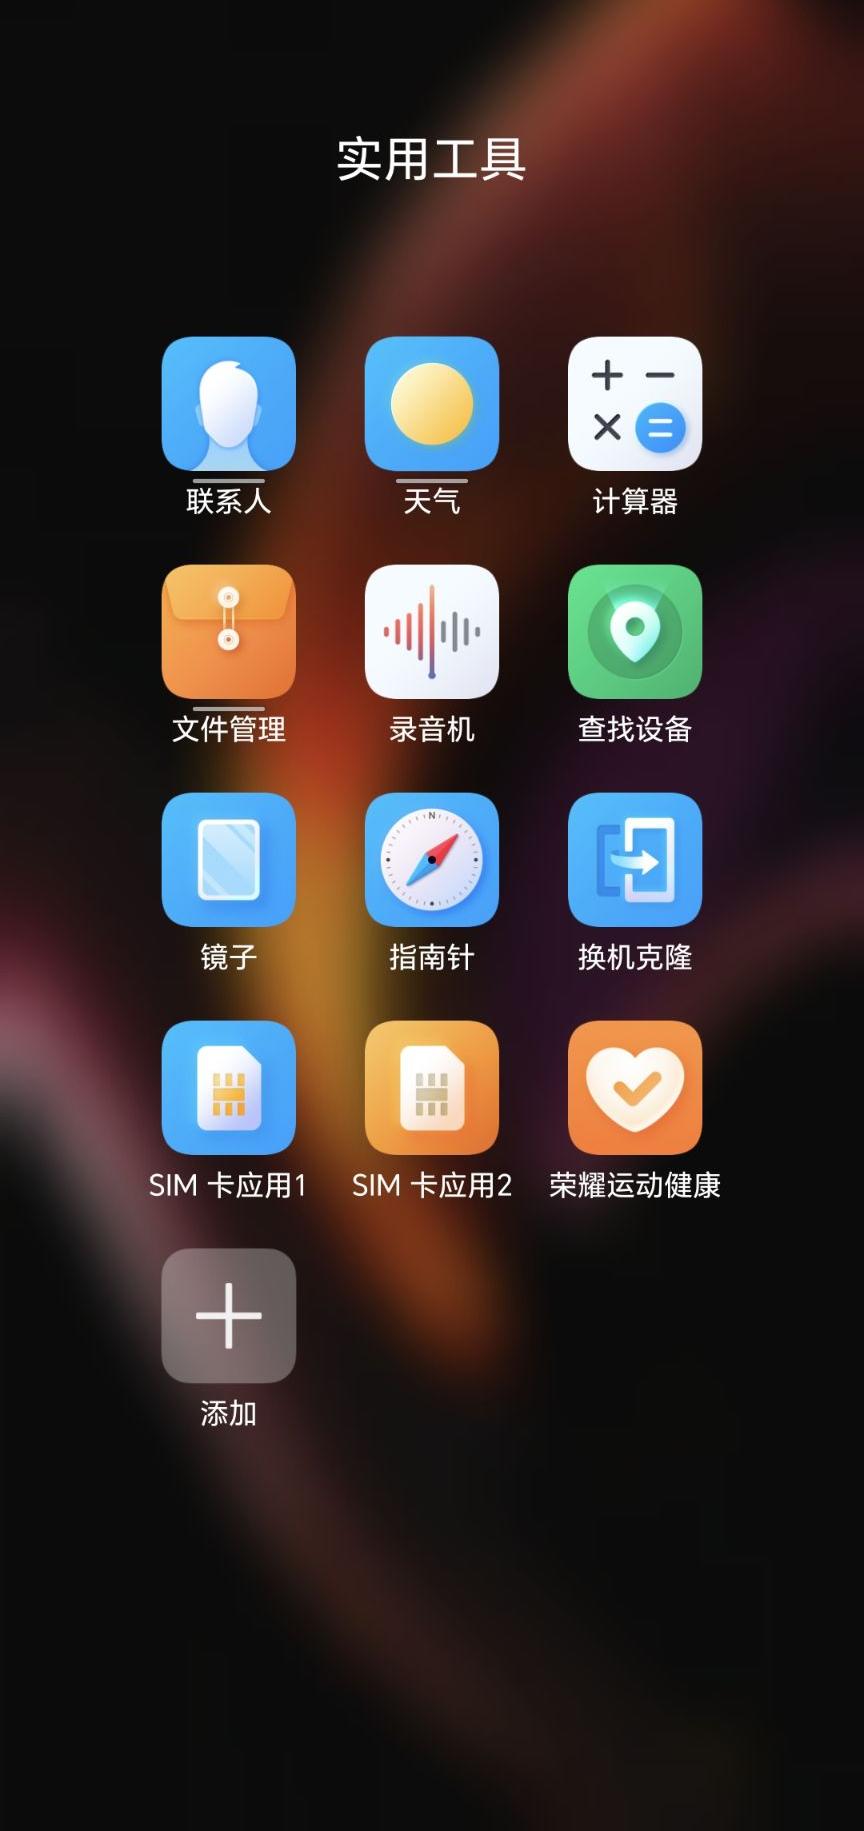 实用工具
联系人
天气
计算器
文件管理
录音机
查找设备
N
镜子
指南针
换机克隆
SIM 卡应用1
SIM 卡应用2
荣耀运动健康
添加